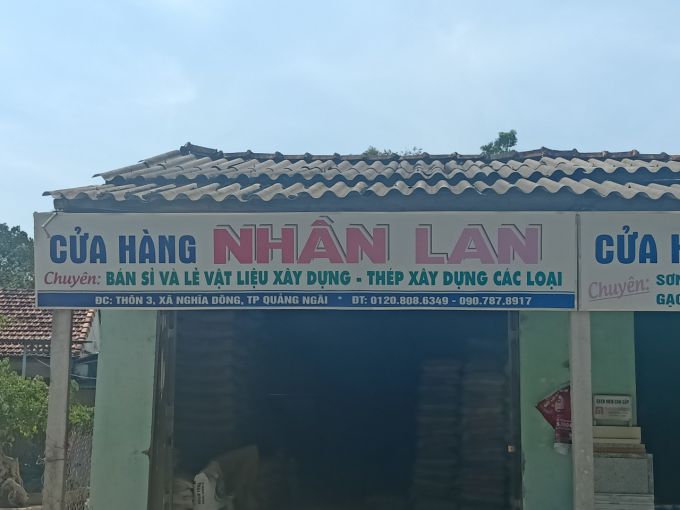 CỬA HÀNG NHÂN LAN
Chuyên: BÁN SỈ VÀ LẺ VẬT LIỆU XÂY DỰNG - THÉP XÂY DỰNG CÁC LOẠI
ĐC: THÔN 3, XÃ NGHĨA DÕNG, TP QUẢNG NGÃI * ĐT: 0120.808.6349 - 090.787.8917
CỬA H
Chuyên: SƠN
GẠC